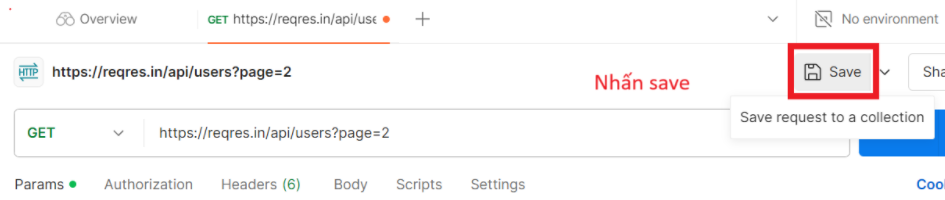 Overview
GET https://reqres.in/api/use
No environment
HTTP https://reqres.in/api/users?page=2
Save
Sha
Nhấn save
Save request to a collection
GET
https://reqres.in/api/users?page=2
Params Authorization Headers (6) Body Scripts Settings
Cool